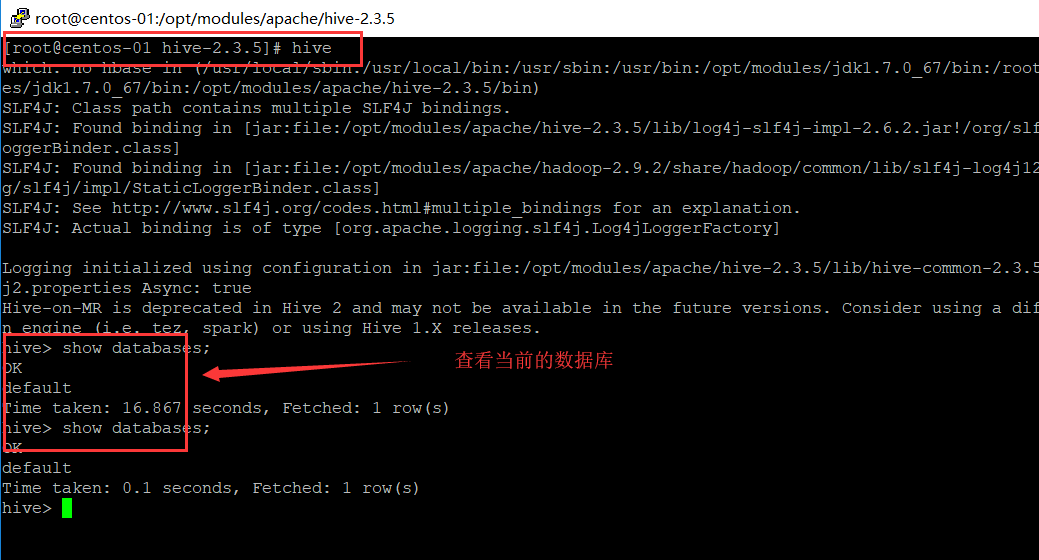 root@centos-01:/opt/modules/apache/hive-2.3.5
[root@centos-01 hive-2.3.5]# hive
which: no hbase in (/usr/local/sbin:/usr/local/bin:/usr/sbin:/usr/bin:/opt/modules/jdk1.7.0_67/bin:/root
es/jdk1.7.0_67/bin:/opt/modules/apache/hive-2.3.5/bin)
SLF4J: Class path contains multiple SLF4J bindings.
SLF4J: Found binding in [jar:file:/opt/modules/apache/hive-2.3.5/lib/log4j-slf4j-impl-2.6.2.jar!/org/slf
oggerBinder.class]
SLF4J: Found binding in [jar:file:/opt/modules/apache/hadoop-2.9.2/share/hadoop/common/lib/slf4j-log4j12
g/slf4j/impl/StaticLoggerBinder.class]
SLF4J: See http://www.slf4j.org/codes.html#multiple_bindings for an explanation.
SLF4J: Actual binding is of type [org.apache.logging.slf4j.Log4jLoggerFactory]
Logging initialized using configuration in jar:file:/opt/modules/apache/hive-2.3.5/lib/hive-common-2.3.5
j2.properties Async: true
Hive-on-MR is deprecated in Hive 2 and may not be available in the future versions. Consider using a dif
n engine (i.e. tez, spark) or using Hive 1.X releases.
hive> show databases;
OK
查看当前的数据库
default
Time taken: 16.867 seconds, Fetched: 1 row(s)
hive> show databases;
OK
default
Time taken: 0.1 seconds, Fetched: 1 row(s)
hive>